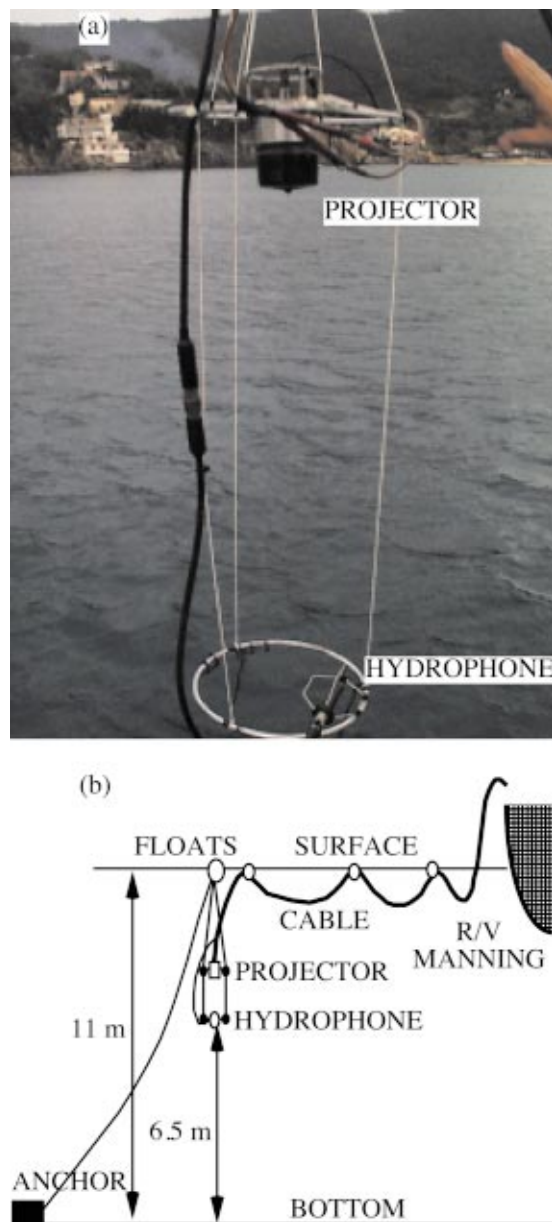 (a)
PROJECTOR
HYDROPHONE
(b)
FLOATS SURFACE
CABLE
R/V
MANNING
PROJECTOR
HYDROPHONE
11 m
6.5 m
ANCHOR
BOTTOM